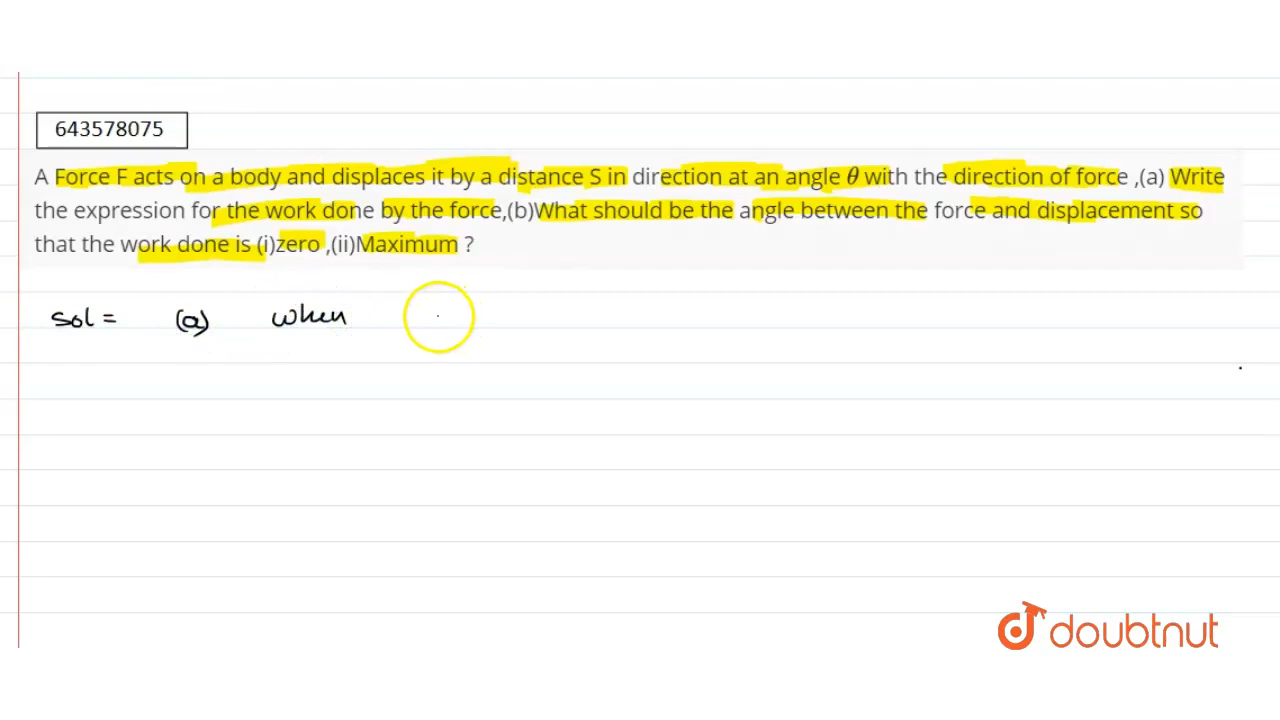 643578075
A Force F acts on a body and displaces it by a distance S in direction at an angle θ with the direction of force ,(a) Write
the expression for the work done by the force,(b)What should be the angle between the force and displacement so
that the work done is (i)zero ,(ii)Maximum ?
Sol = (a) when
doubtnut